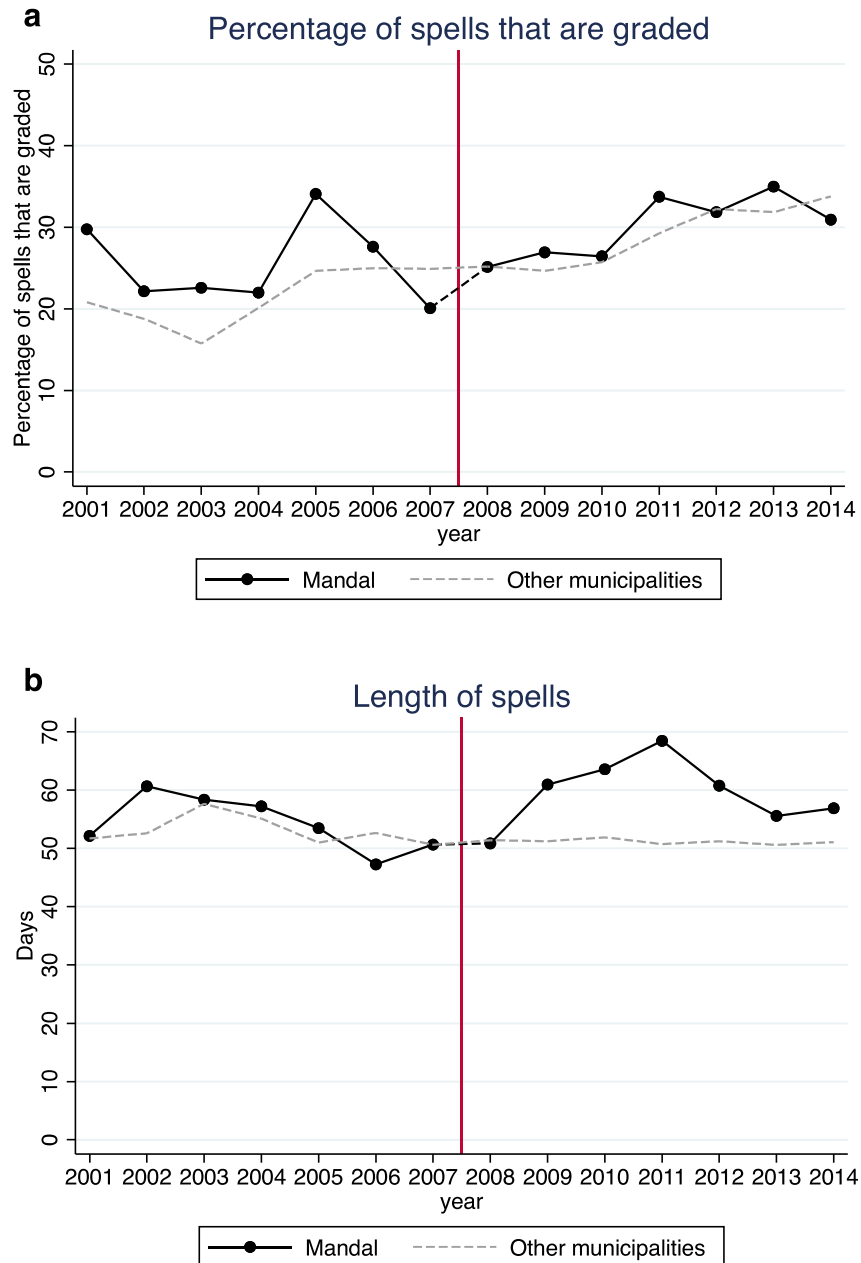 a
Percentage of spells that are graded
Percentage of spells that are graded
50
40
30
20
10
0
2001 2002 2003 2004 2005 2006 2007 2008 2009 2010 2011 2012 2013 2014
year
Mandal Other municipalities
b
Length of spells
Days
70
60
50
40
30
20
10
0
2001 2002 2003 2004 2005 2006 2007 2008 2009 2010 2011 2012 2013 2014
year
Mandal Other municipalities